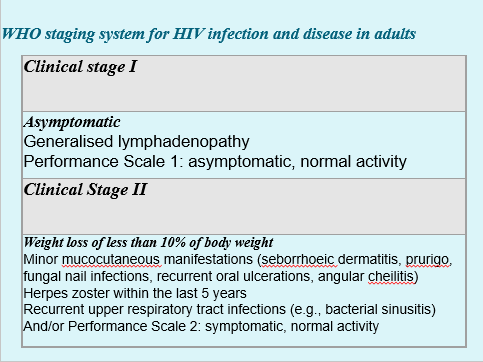 WHO staging system for HIV infection and disease in adults
Clinical stage I
Asymptomatic
Generalised lymphadenopathy
Performance Scale 1: asymptomatic, normal activity
Clinical Stage II
Weight loss of less than 10% of body weight
Minor mucocutaneous manifestations (seborrhoeic dermatitis, prurigo,
fungal nail infections, recurrent oral ulcerations, angular cheilitis)
Herpes zoster within the last 5 years
Recurrent upper respiratory tract infections (e.g., bacterial sinusitis)
And/or Performance Scale 2: symptomatic, normal activity